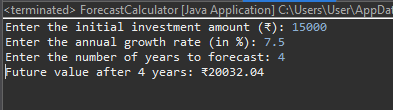 <terminated> ForecastCalculator [Java Application] C:\Users\User\AppDat
Enter the initial investment amount (₹): 15000
Enter the annual growth rate (in %): 7.5
Enter the number of years to forecast: 4
Future value after 4 years: ₹20032.04